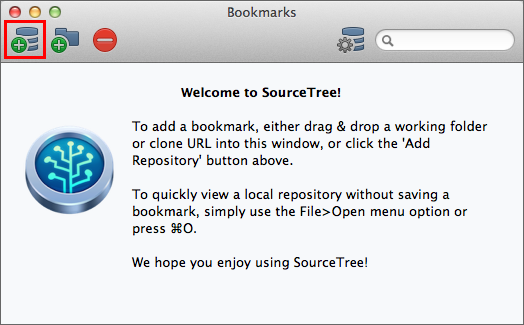 Bookmarks
Welcome to SourceTree!
To add a bookmark, either drag & drop a working folder
or clone URL into this window, or click the 'Add
Repository' button above.
To quickly view a local repository without saving a
bookmark, simply use the File>Open menu option or
press ⌘O.
We hope you enjoy using SourceTree!